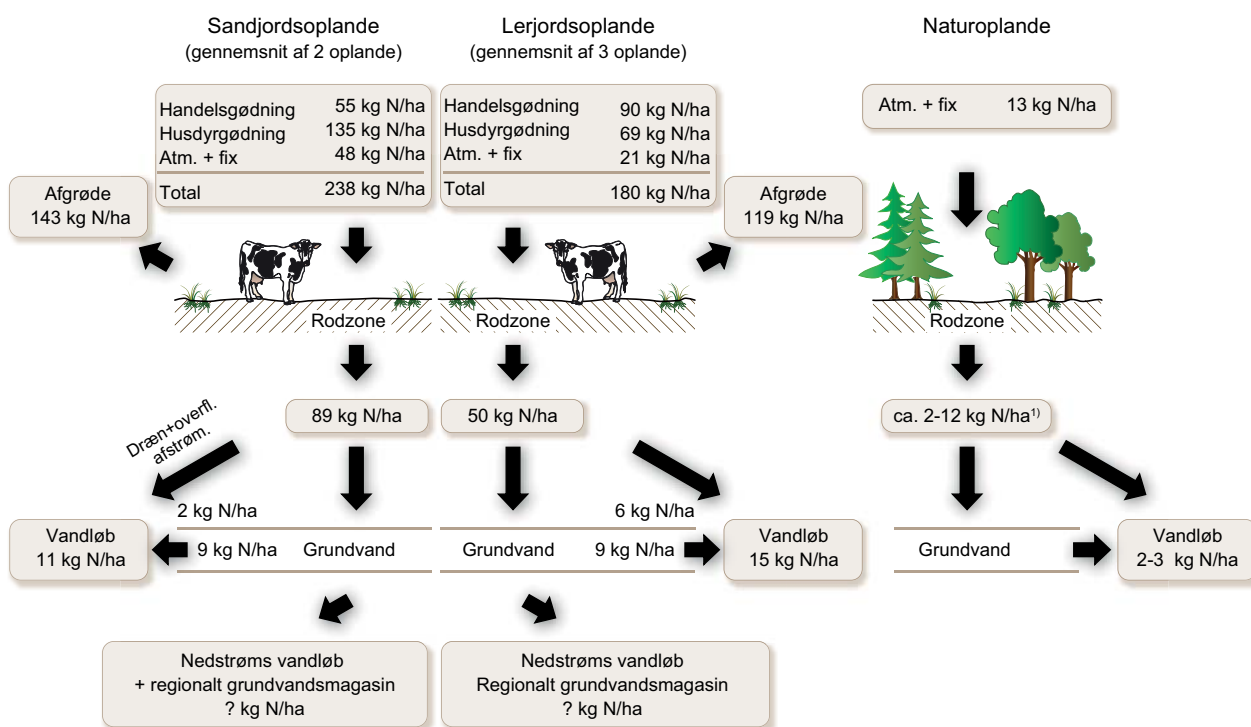 Sandjordsoplande
(gennemsnit af 2 oplande)
Lerjordsoplande
(gennemsnit af 3 oplande)
Naturoplande
Handelsgødning 55 kg N/ha
Husdyrgødning 135 kg N/ha
Atm. + fix 48 kg N/ha
Total 238 kg N/ha
Handelsgødning 90 kg N/ha
Husdyrgødning 69 kg N/ha
Atm. + fix 21 kg N/ha
Total 180 kg N/ha
Atm. + fix 13 kg N/ha
Afgrøde
143 kg N/ha
Afgrøde
119 kg N/ha
Rodzone
Rodzone
Rodzone
89 kg N/ha
50 kg N/ha
ca. 2-12 kg N/ha¹⁾
Dræn+overfl.
afstrøm.
2 kg N/ha
6 kg N/ha
Vandløb
11 kg N/ha
9 kg N/ha
Grundvand
Grundvand
9 kg N/ha
Vandløb
15 kg N/ha
Grundvand
Vandløb
2-3 kg N/ha
Nedstrøms vandløb
+ regionalt grundvandsmagasin
? kg N/ha
Nedstrøms vandløb
Regionalt grundvandsmagasin
? kg N/ha